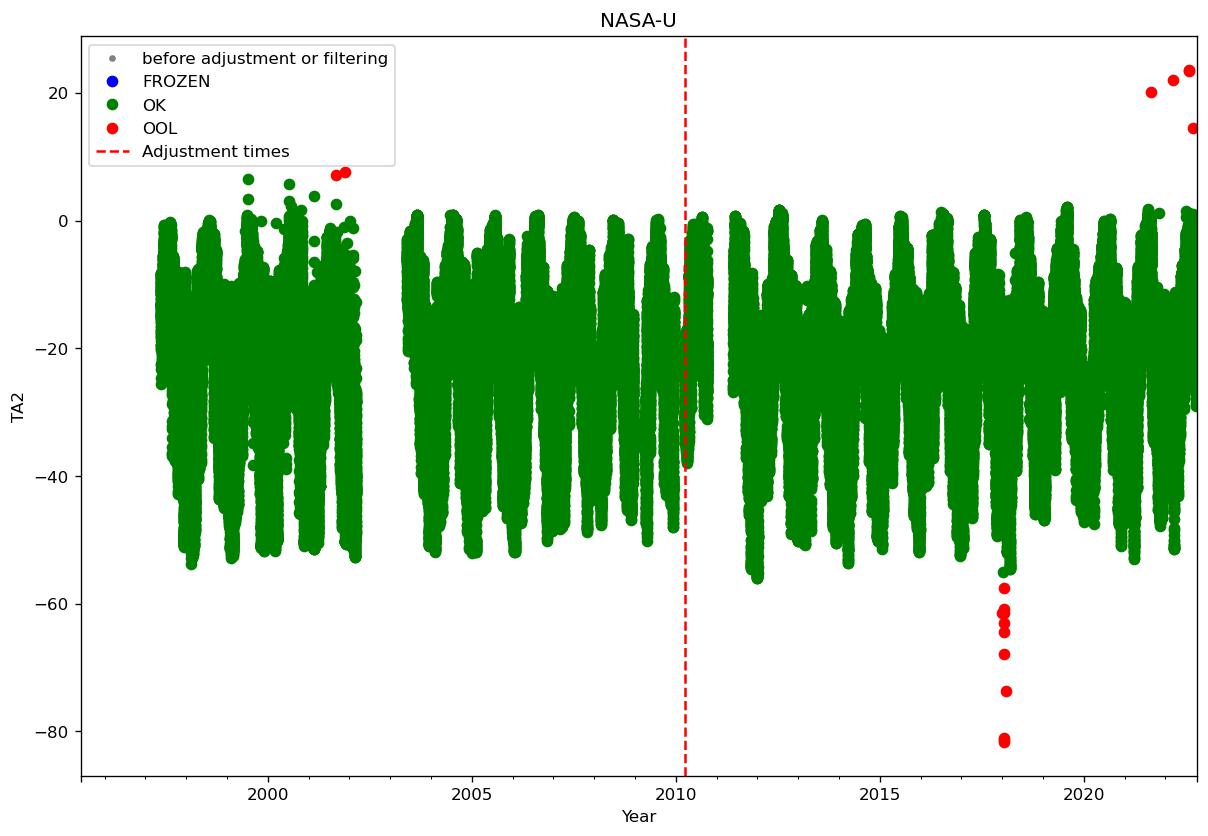 NASA-U
before adjustment or filtering
FROZEN
OK
OOL
Adjustment times
20
0
−20
−40
−60
−80
TA2
2000
2005
2010
2015
2020
Year